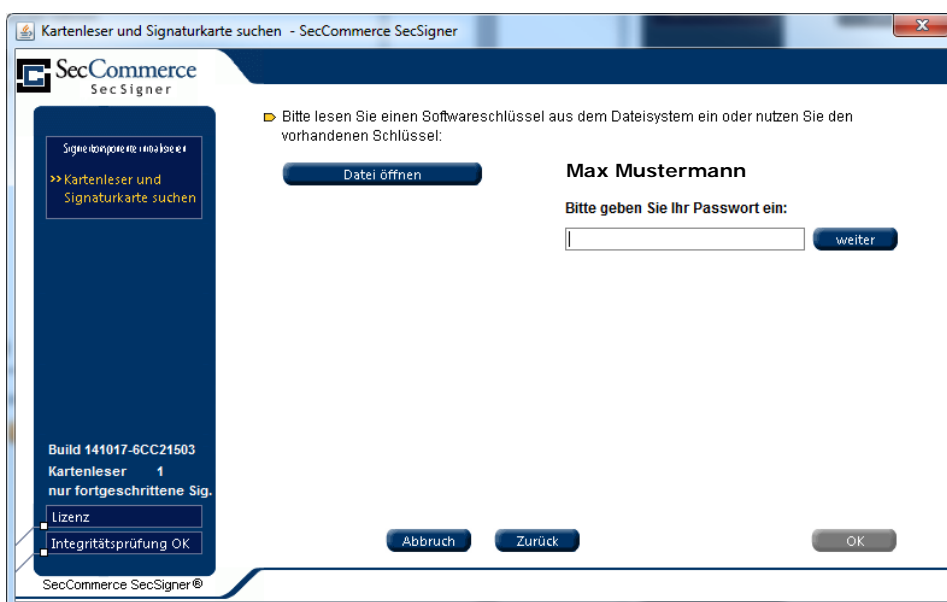 Kartenleser und Signaturkarte suchen - SecCommerce SecSigner
SecCommerce
SecSigner
Bitte lesen Sie einen Softwareschlüssel aus dem Dateisystem ein oder nutzen Sie den
vorhandenen Schlüssel:
>> Kartenleser und
Signaturkarte suchen
Datei öffnen
Max Mustermann
Bitte geben Sie Ihr Passwort ein:
weiter
Build 141017-6CC21503
Kartenleser 1
nur fortgeschrittene Sig.
Lizenz
Integritätsprüfung OK
Abbruch
Zurück
OK
SecCommerce SecSigner®